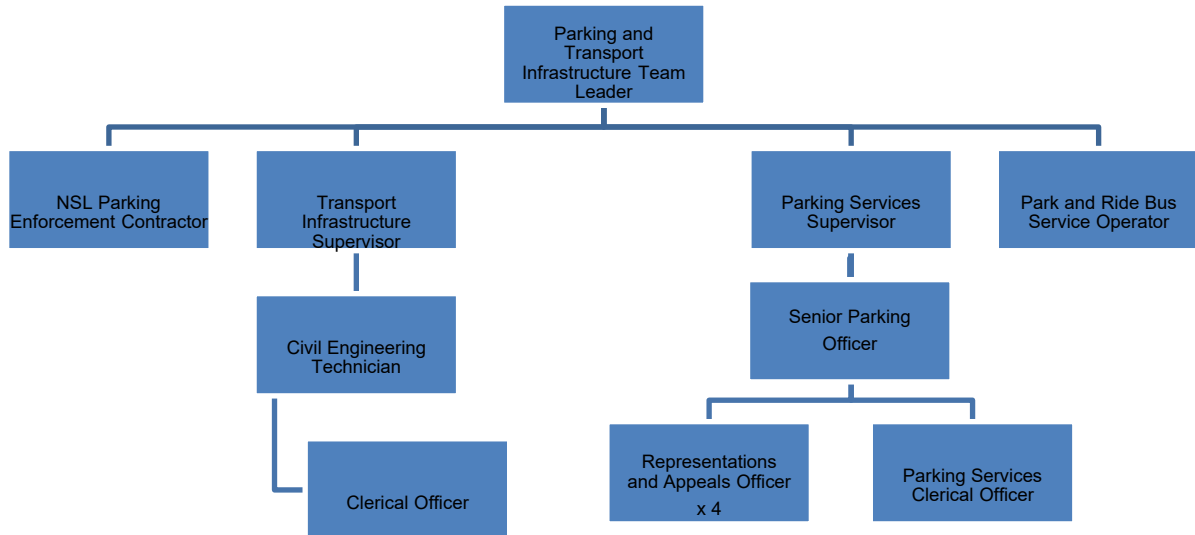 Parking and
Transport
Infrastructure Team
Leader
NSL Parking
Enforcement Contractor
Transport
Infrastructure
Supervisor
Parking Services
Supervisor
Park and Ride Bus
Service Operator
Civil Engineering
Technician
Senior Parking
Officer
Clerical Officer
Representations
and Appeals Officer
x 4
Parking Services
Clerical Officer